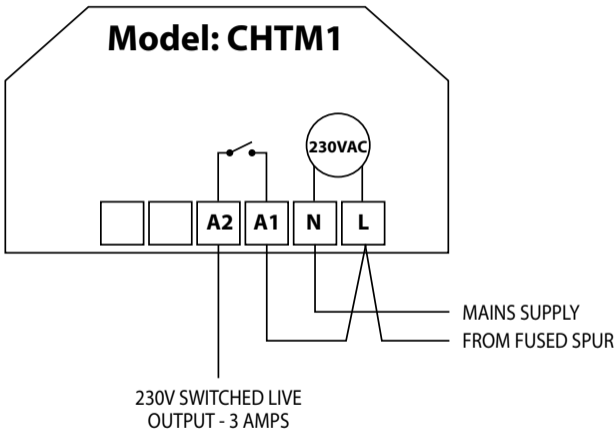 Model: CHTM1
230VAC
A2 A1 N L
MAINS SUPPLY
FROM FUSED SPUR
230V SWITCHED LIVE
OUTPUT - 3 AMPS